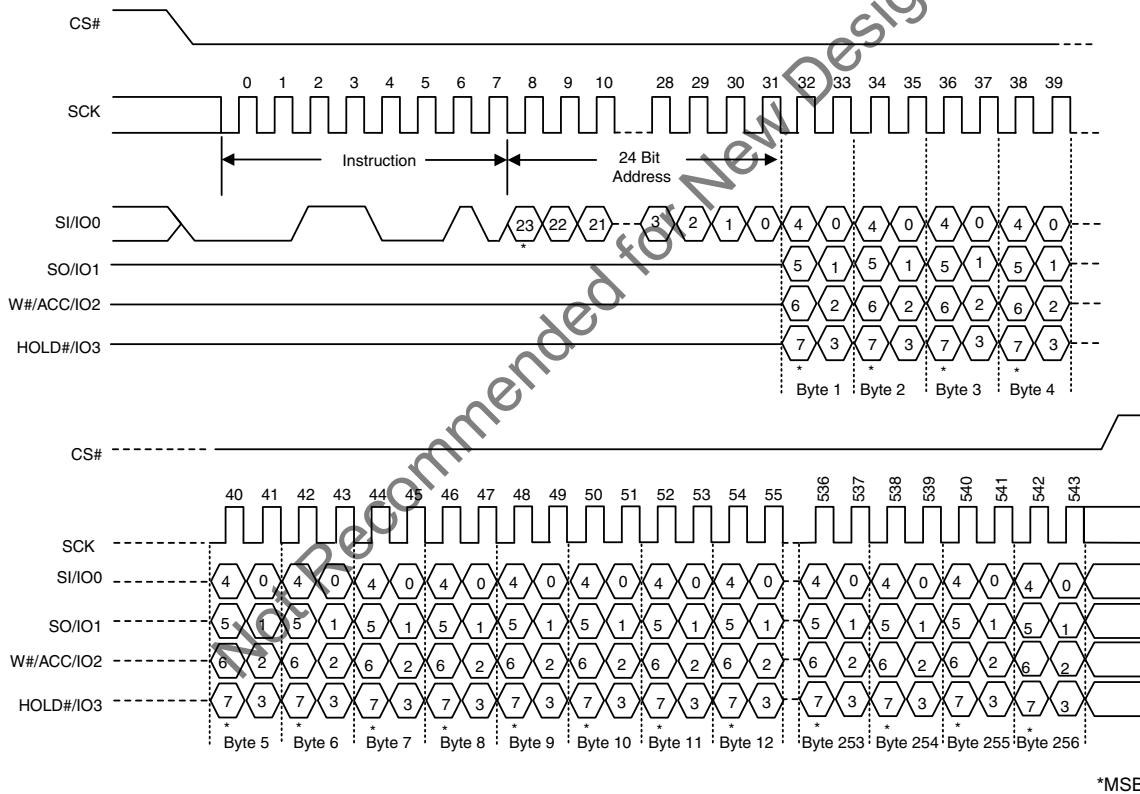 CS#
0 1 2 3 4 5 6 7 8 9 10 28 29 30 31 32 33 34 35 36 37 38 39
SCK
Instruction
24 Bit
Address
SI/IO0 23 22 21 3 2 1 0 4 0 4 0 4 0 4 0
*
SO/IO1 5 1 5 1 5 1 5 1
W#/ACC/IO2 6 2 6 2 6 2 6 2
HOLD#/IO3 7 3 7 3 7 3 7 3
* * * *
Byte 1 Byte 2 Byte 3 Byte 4
CS#
40 41 42 43 44 45 46 47 48 49 50 51 52 53 54 55 536 537 538 539 540 541 542 543
SCK
SI/IO0 4 0 4 0 4 0 4 0 4 0 4 0 4 0 4 0 4 0 4 0 4 0 4 0
SO/IO1 5 1 5 1 5 1 5 1 5 1 5 1 5 1 5 1 5 1 5 1 5 1 5 1
W#/ACC/IO2 6 2 6 2 6 2 6 2 6 2 6 2 6 2 6 2 6 2 6 2 6 2 6 2
HOLD#/IO3 7 3 7 3 7 3 7 3 7 3 7 3 7 3 7 3 7 3 7 3 7 3 7 3
* * * * * * * * * * * *
Byte 5 Byte 6 Byte 7 Byte 8 Byte 9 Byte 10 Byte 11 Byte 12 Byte 253 Byte 254 Byte 255 Byte 256
*MSB
Not Recommended for New Desig